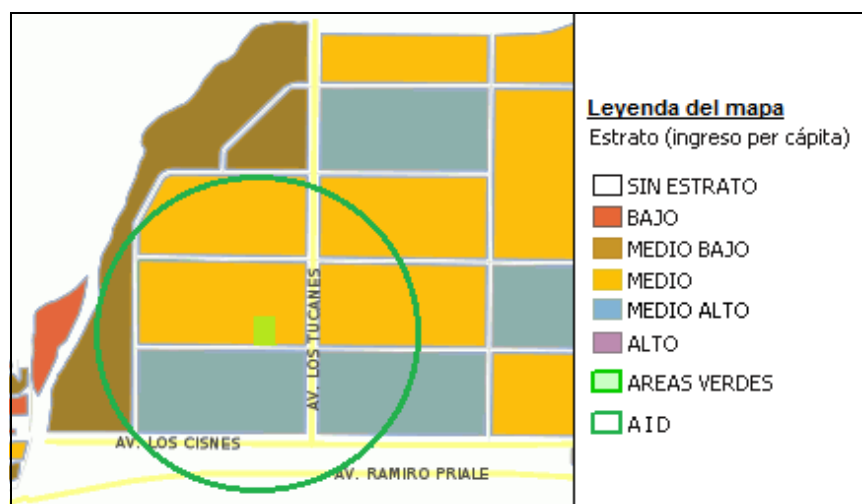 AV. LOS TUCANES
AV. LOS CISNES
AV. RAMIRO PRIALE
Leyenda del mapa
Estrato (ingreso per cápita)
SIN ESTRATO
BAJO
MEDIO BAJO
MEDIO
MEDIO ALTO
ALTO
AREAS VERDES
AID